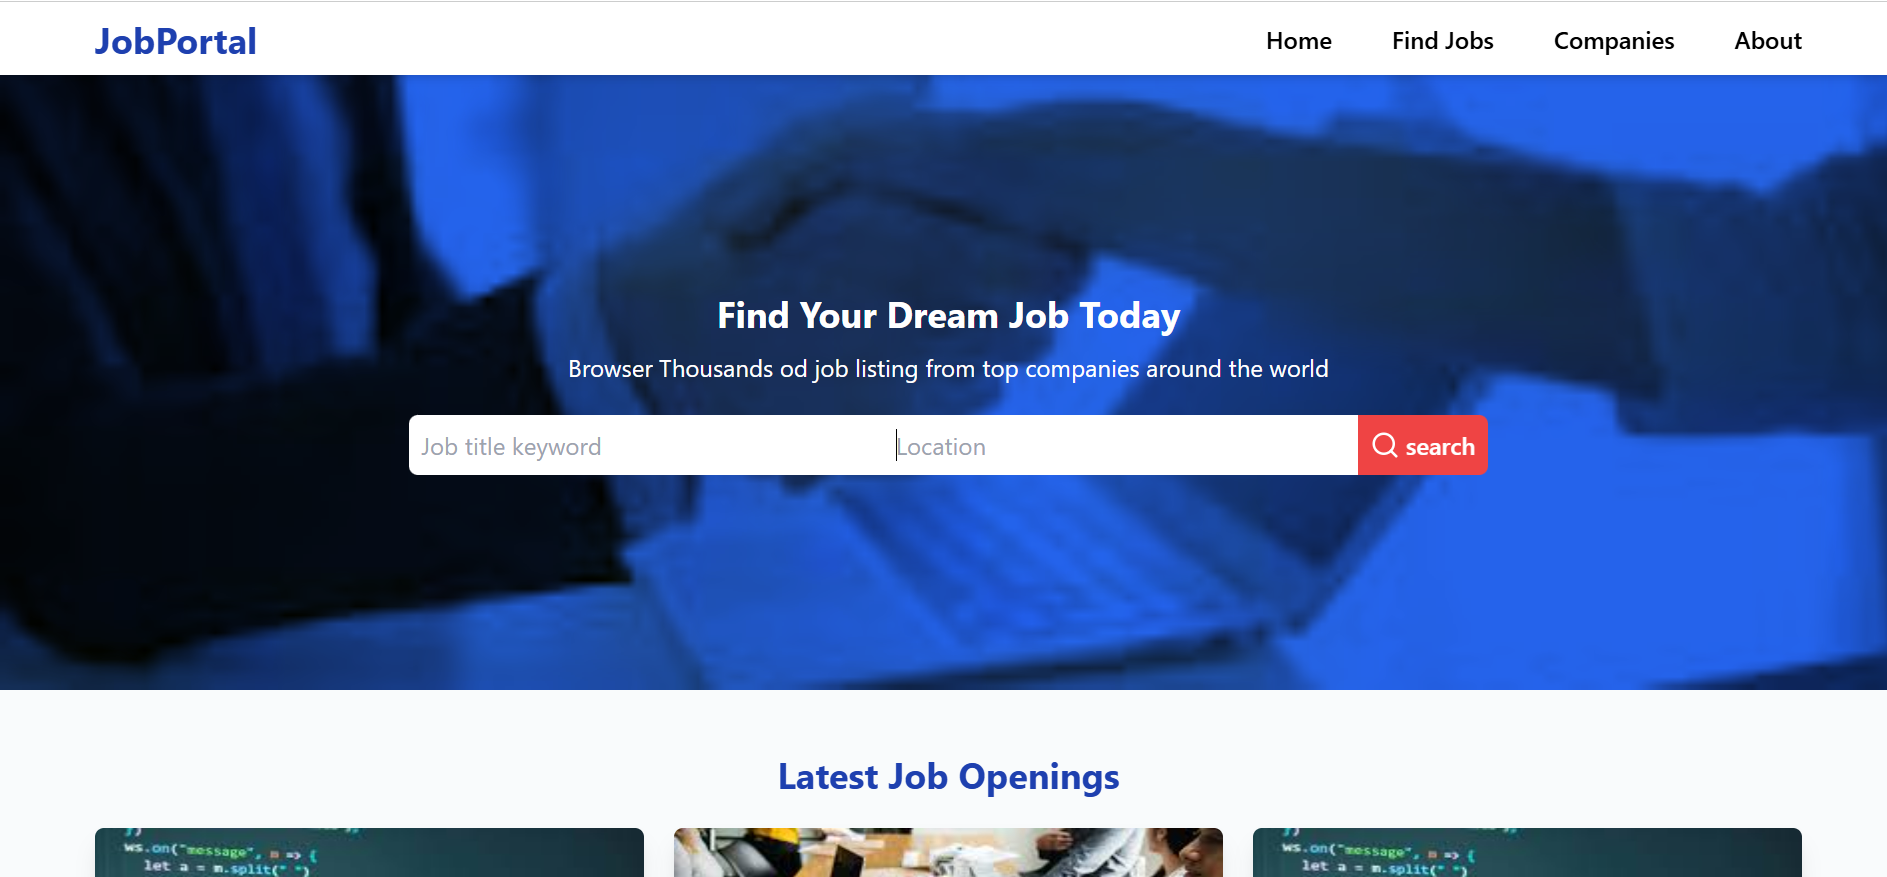 JobPortal
Home Find Jobs Companies About
Find Your Dream Job Today
Browser Thousands od job listing from top companies around the world
Job title keyword Location search
Latest Job Openings
ws.on("message", m => {
let a = m.split(" ")
ws.on("message", m => {
let a = m.split(" ")